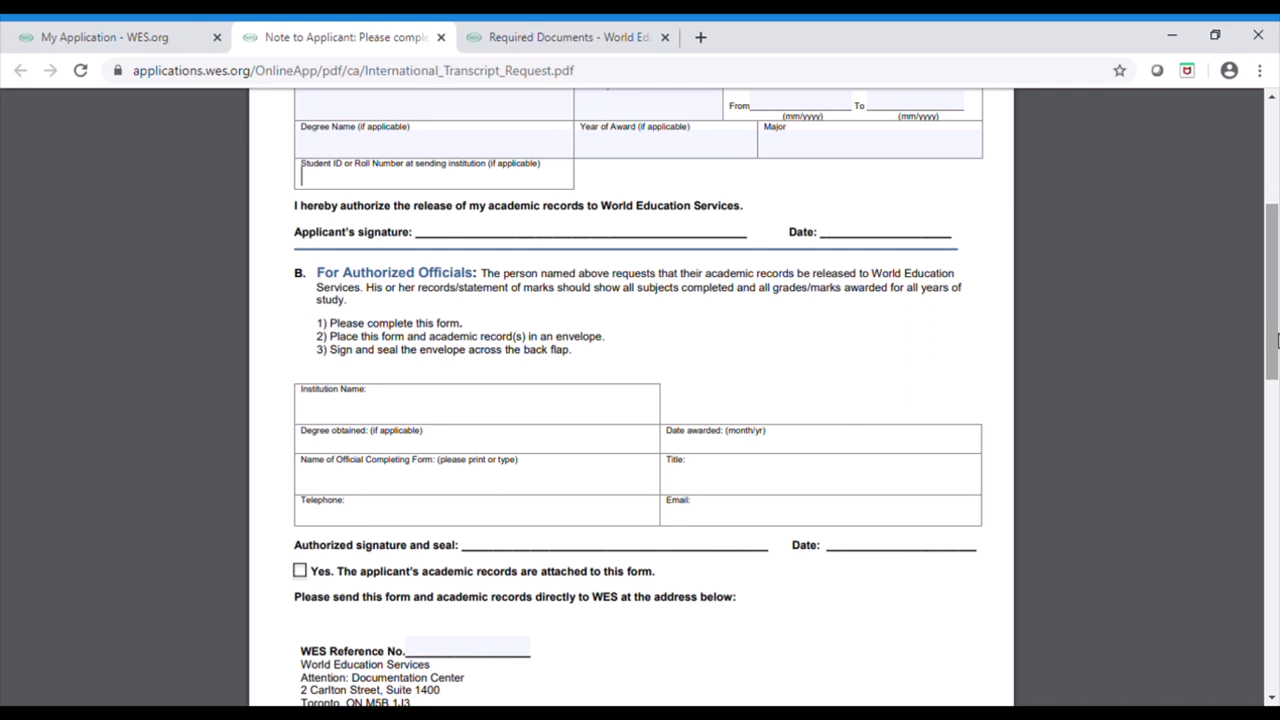 My Application - WES.org
Note to Applicant: Please compl
Required Documents - World Ed
applications.wes.org/OnlineApp/pdf/ca/International_Transcript_Request.pdf
From To
(mm/yyyy) (mm/yyyy)
Degree Name (if applicable) Year of Award (if applicable) Major
Student ID or Roll Number at sending institution (if applicable)
I hereby authorize the release of my academic records to World Education Services.
Applicant's signature: Date:
B. For Authorized Officials: The person named above requests that their academic records be released to World Education
Services. His or her records/statement of marks should show all subjects completed and all grades/marks awarded for all years of
study.
1) Please complete this form.
2) Place this form and academic record(s) in an envelope.
3) Sign and seal the envelope across the back flap.
Institution Name:
Degree obtained: (if applicable) Date awarded: (month/yr)
Name of Official Completing Form: (please print or type) Title:
Telephone: Email:
Authorized signature and seal: Date:
Yes. The applicant's academic records are attached to this form.
Please send this form and academic records directly to WES at the address below:
WES Reference No.
World Education Services
Attention: Documentation Center
2 Carlton Street, Suite 1400
Toronto, ON M5B 1J3